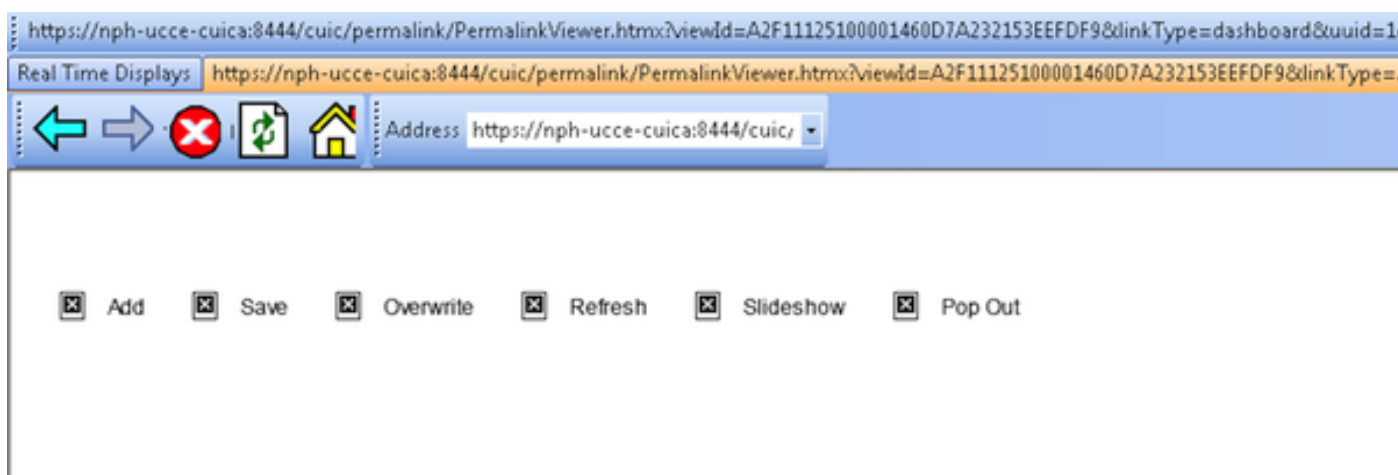 https://nph-ucce-cuica:8444/cuic/permalink/PermalinkViewer.htmx?viewId=A2F11125100001460D7A232153EEFDF9&linkType=dashboard&uuid=1
Real Time Displays https://nph-ucce-cuica:8444/cuic/permalink/PermalinkViewer.htmx?viewId=A2F11125100001460D7A232153EEFDF9&linkType=
Address https://nph-ucce-cuica:8444/cuic/
Add Save Overwrite Refresh Slideshow Pop Out